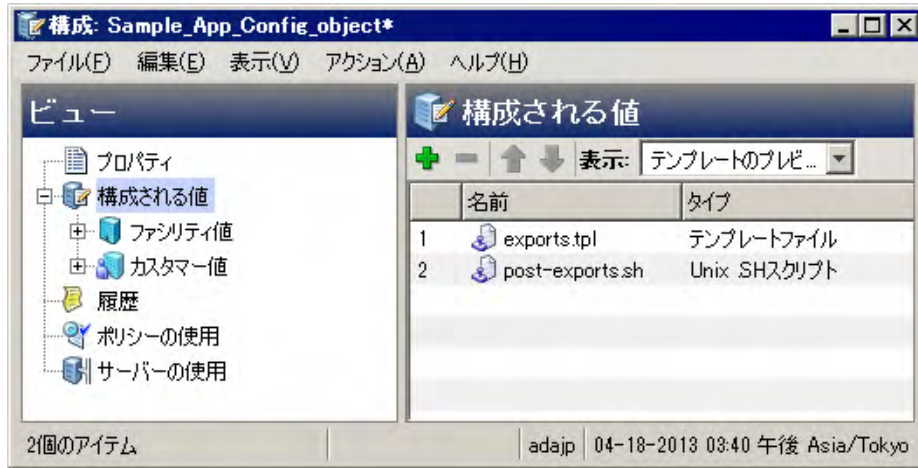 構成: Sample_App_Config_object*
ファイル(F) 編集(E) 表示(V) アクション(A) ヘルプ(H)
ビュー
プロパティ
構成される値
ファシリティ値
カスタマー値
履歴
ポリシーの使用
サーバーの使用
構成される値
表示: テンプレートのプレビ...
名前 タイプ
1 exports.tpl テンプレートファイル
2 post-exports.sh Unix .SHスクリプト
2個のアイテム
adajp 04-18-2013 03:40 午後 Asia/Tokyo